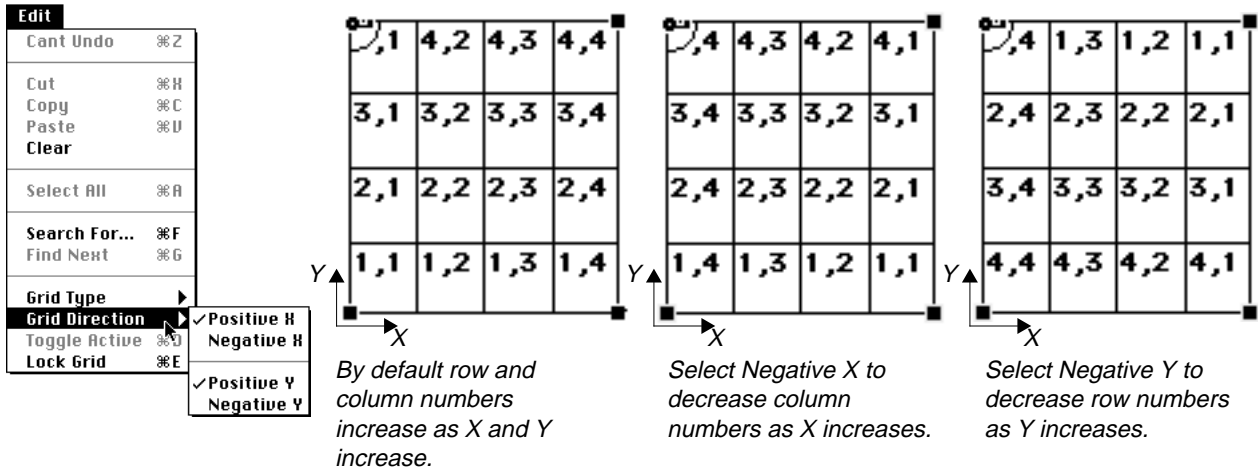 Edit
Cant Undo ⌘Z
Cut ⌘X
Copy ⌘C
Paste ⌘V
Clear
Select All ⌘A
Search For... ⌘F
Find Next ⌘G
Grid Type
Grid Direction
Toggle Active ⌘D
Lock Grid ⌘E
✓Positive X
Negative X
✓Positive Y
Negative Y
,1 4,2 4,3 4,4
3,1 3,2 3,3 3,4
2,1 2,2 2,3 2,4
1,1 1,2 1,3 1,4
Y
X
By default row and
column numbers
increase as X and Y
increase.
,4 4,3 4,2 4,1
3,4 3,3 3,2 3,1
2,4 2,3 2,2 2,1
1,4 1,3 1,2 1,1
Y
X
Select Negative X to
decrease column
numbers as X increases.
,4 1,3 1,2 1,1
2,4 2,3 2,2 2,1
3,4 3,3 3,2 3,1
4,4 4,3 4,2 4,1
Y
X
Select Negative Y to
decrease row numbers
as Y increases.